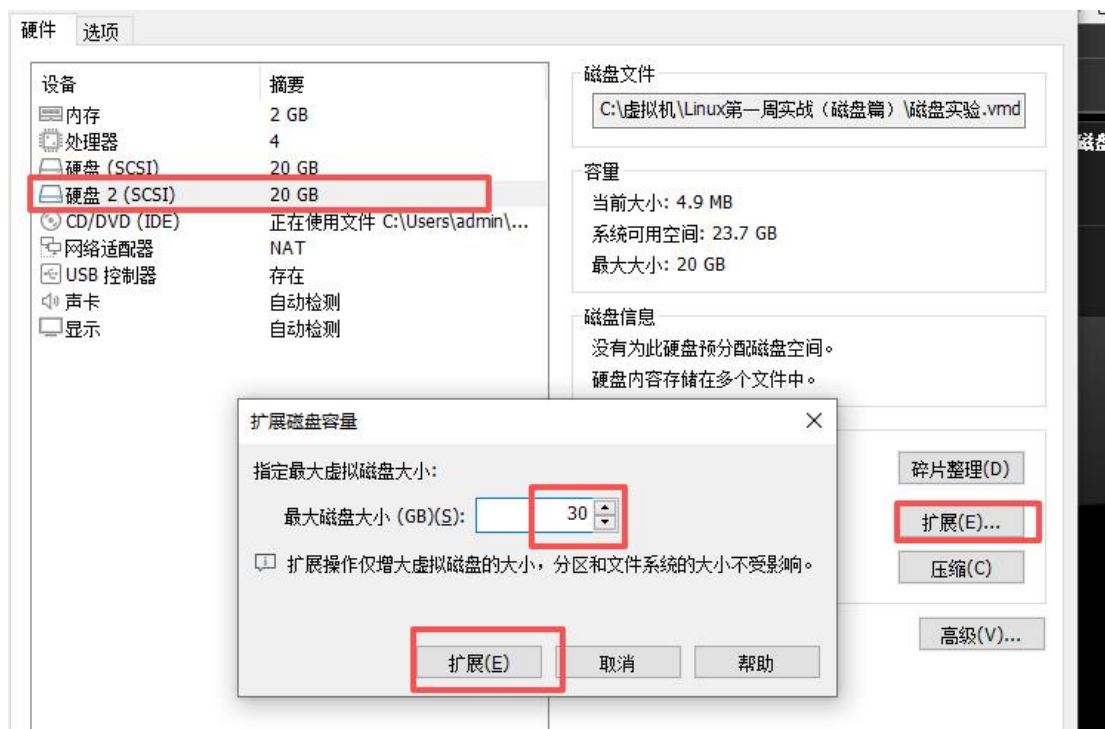 硬件 选项
设备 摘要
内存 2 GB
处理器 4
硬盘 (SCSI) 20 GB
硬盘 2 (SCSI) 20 GB
CD/DVD (IDE) 正在使用文件 C:\Users\admin\...
网络适配器 NAT
USB 控制器 存在
声卡 自动检测
显示 自动检测
磁盘文件
C:\虚拟机\Linux第一周实战（磁盘篇）\磁盘实验.vmd
容量
当前大小: 4.9 MB
系统可用空间: 23.7 GB
最大大小: 20 GB
磁盘信息
没有为此硬盘预分配磁盘空间。
硬盘内容存储在多个文件中。
碎片整理(D)
扩展(E)...
压缩(C)
高级(V)...
扩展磁盘容量
指定最大虚拟磁盘大小:
最大磁盘大小 (GB)(S): 30
扩展操作仅增大虚拟磁盘的大小，分区和文件系统的大小不受影响。
扩展(E) 取消 帮助